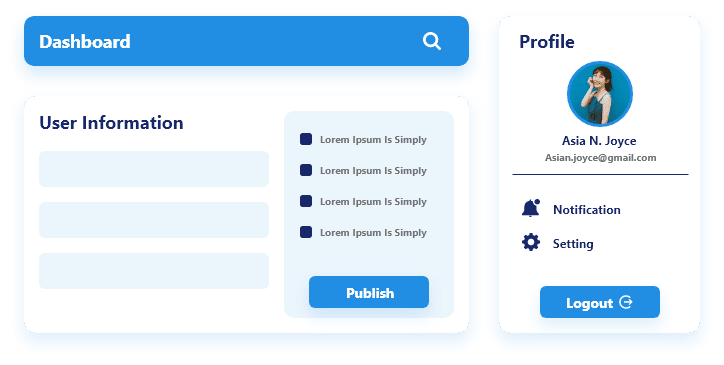 Dashboard
User Information
Lorem Ipsum Is Simply
Lorem Ipsum Is Simply
Lorem Ipsum Is Simply
Lorem Ipsum Is Simply
Publish
Profile
Asia N. Joyce
Asian.joyce@gmail.com
Notification
Setting
Logout